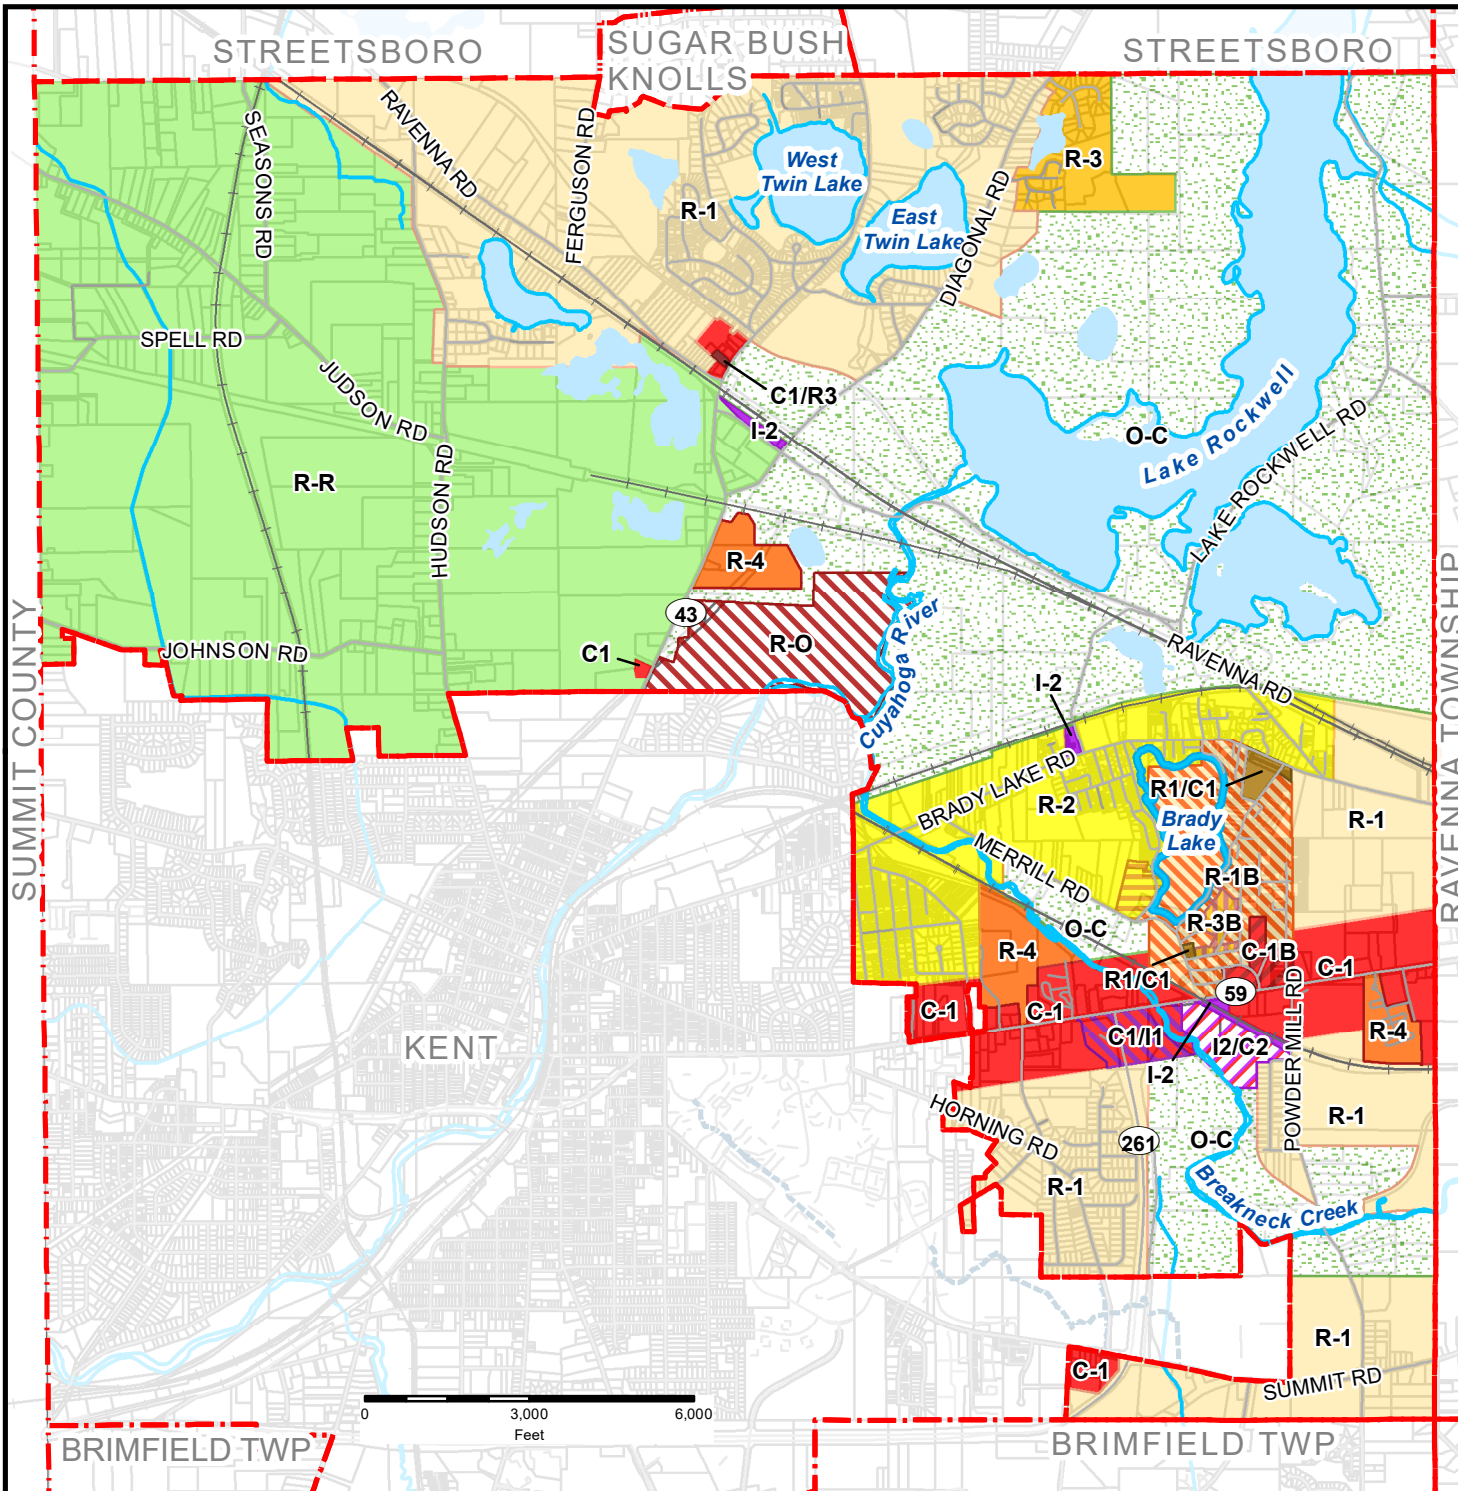 STREETSBORO
SUGAR BUSH
KNOLLS
STREETSBORO
SEASONS RD
RAVENNA RD
FERGUSON RD
West
Twin Lake
R-3
R-1
East
Twin Lake
DIAGONAL RD
SPELL RD
JUDSON RD
C1/R3
I-2
O-C
Lake Rockwell
LAKE ROCKWELL RD
R-R
HUDSON RD
R-4
43
R-O
Cuyahoga River
C1
JOHNSON RD
SUMMIT COUNTY
RAVENNA TOWNSHIP
RAVENNA RD
I-2
BRADY LAKE RD
R-2
R1/C1
Brady
Lake
R-1
MERRILL RD
R-1B
O-C
R-3B
R-4
C-1B
R1/C1
C-1
59
C-1
C-1
POWDER MILL RD
R-4
KENT
C1/I1
I2/C2
I-2
HORNING RD
R-1
261
O-C
R-1
Breakneck Creek
R-1
C-1
SUMMIT RD
0
3,000
6,000
Feet
BRIMFIELD TWP
BRIMFIELD TWP